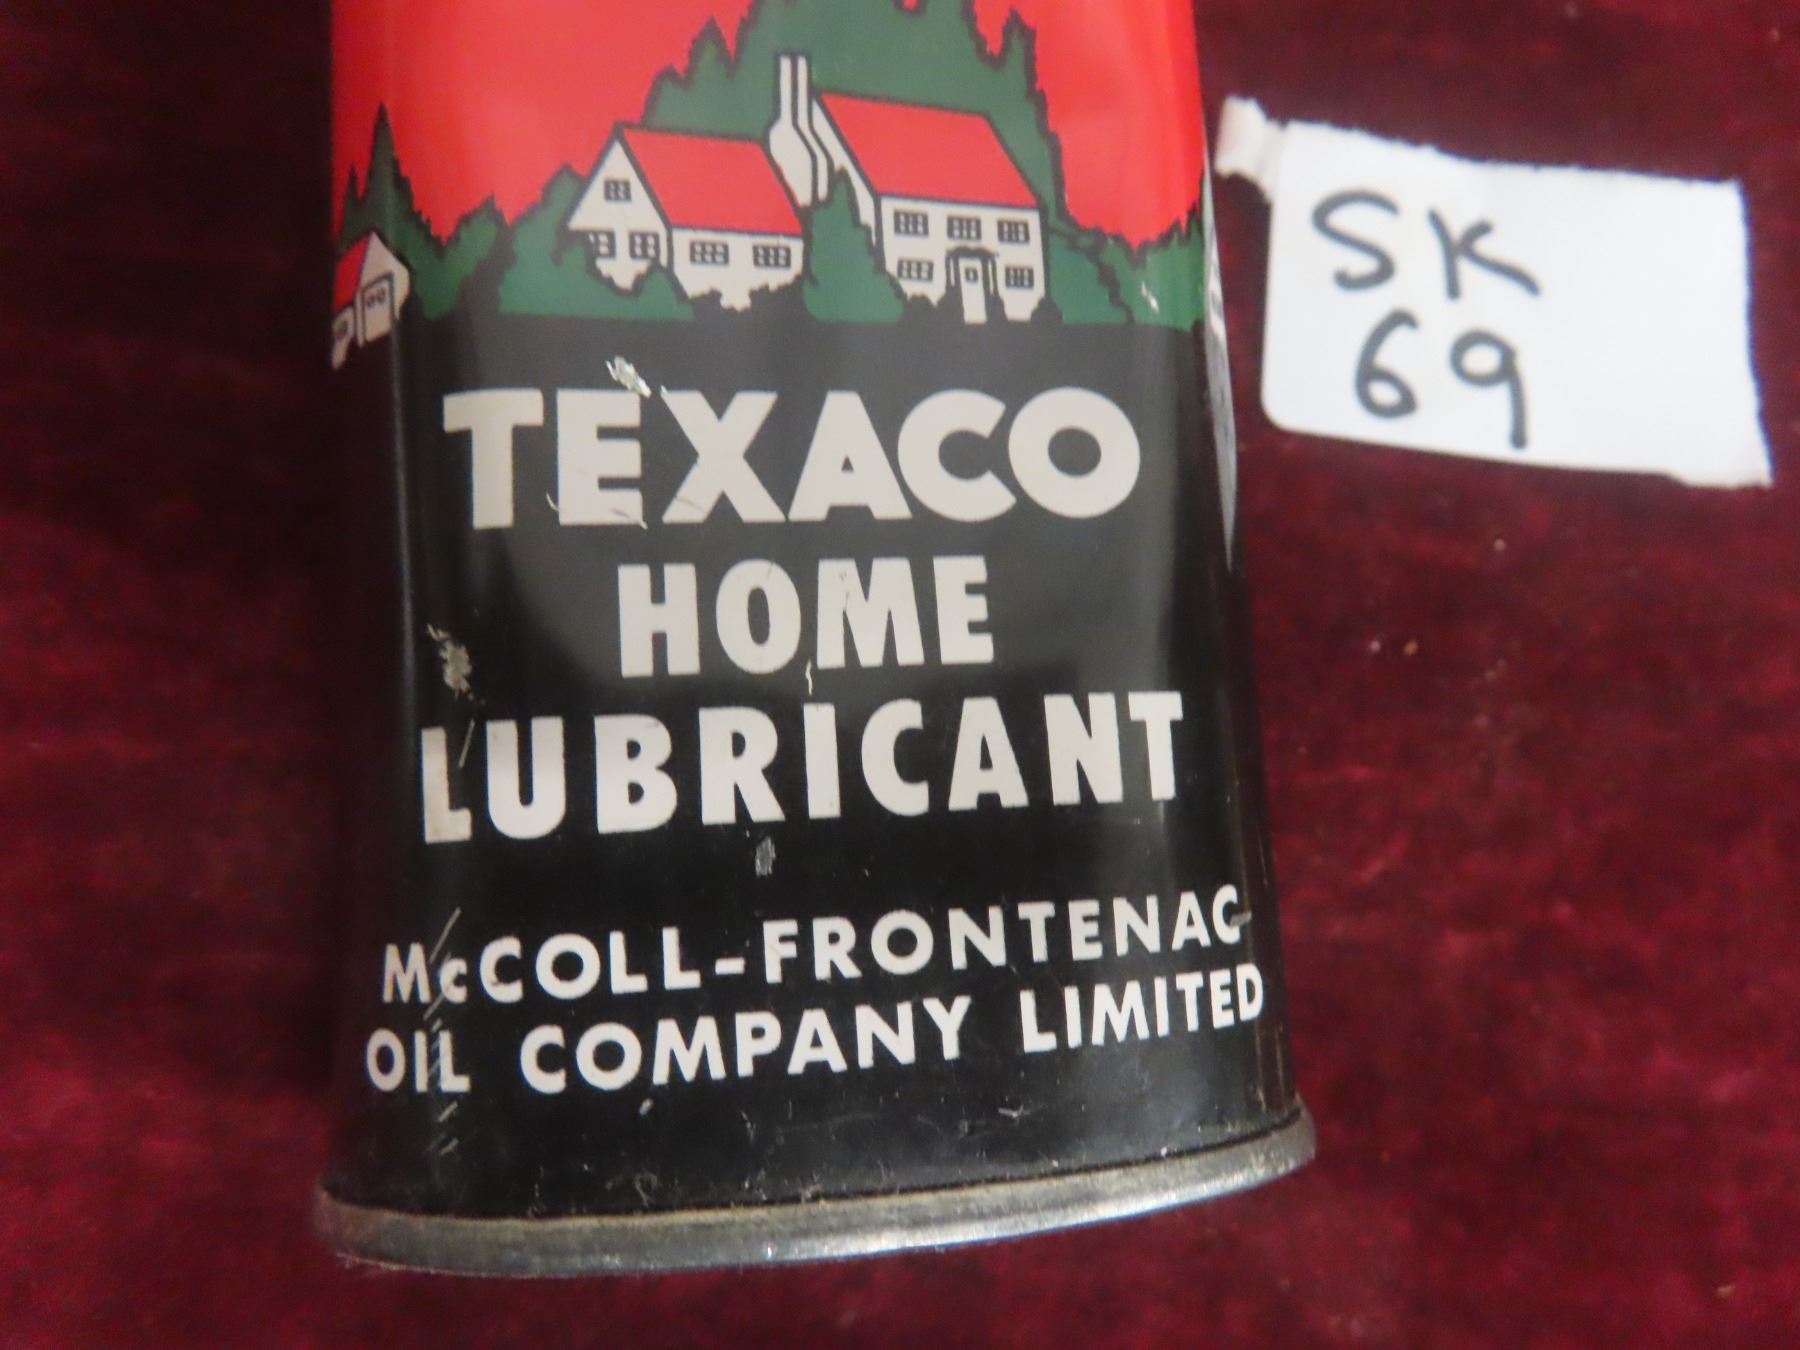 SK
69
TEXACO
HOME
LUBRICANT
McCOLL-FRONTENAC
OIL COMPANY LIMITED